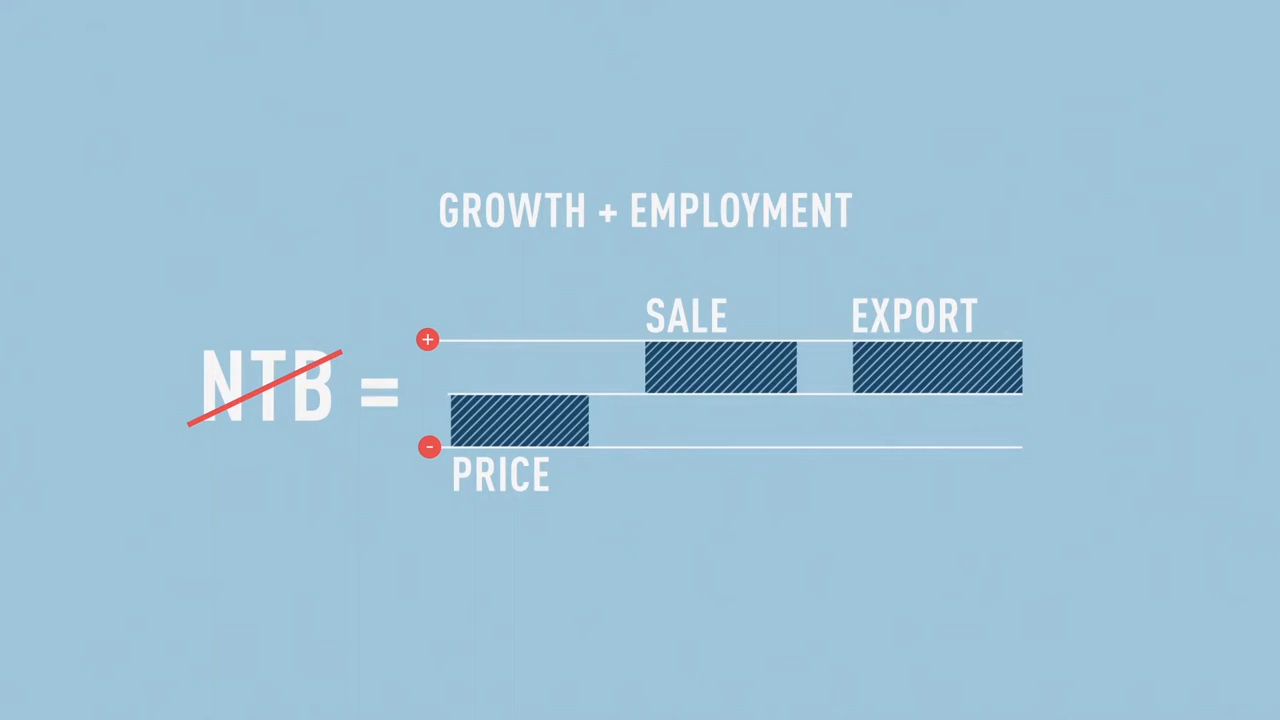 GROWTH + EMPLOYMENT
SALE
EXPORT
+
NTB =
-
PRICE